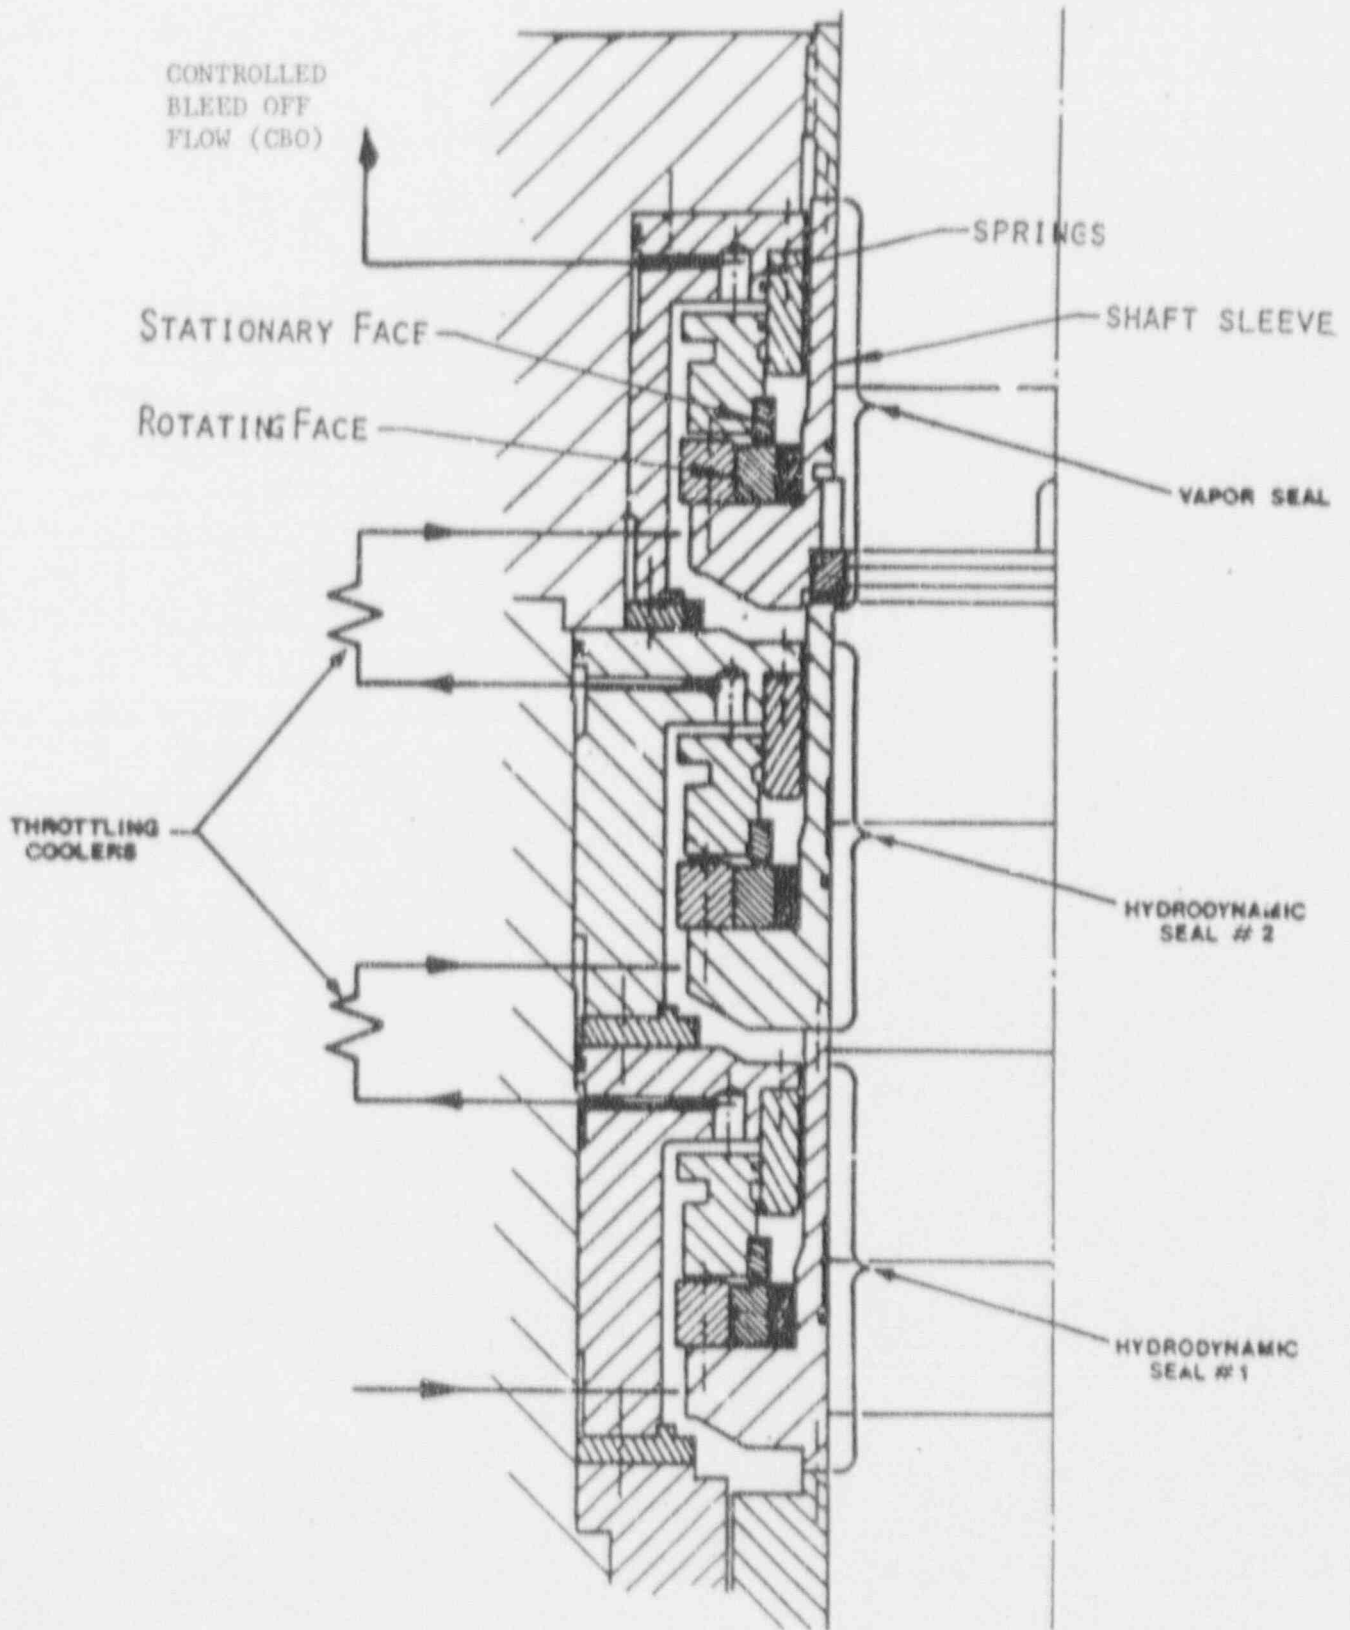 CONTROLLED
BLEED OFF
FLOW (CBO)
SPRINGS
STATIONARY FACE
SHAFT SLEEVE
ROTATING FACE
VAPOR SEAL
THROTTLING
COOLERS
HYDRODYNAMIC
SEAL # 2
HYDRODYNAMIC
SEAL # 1